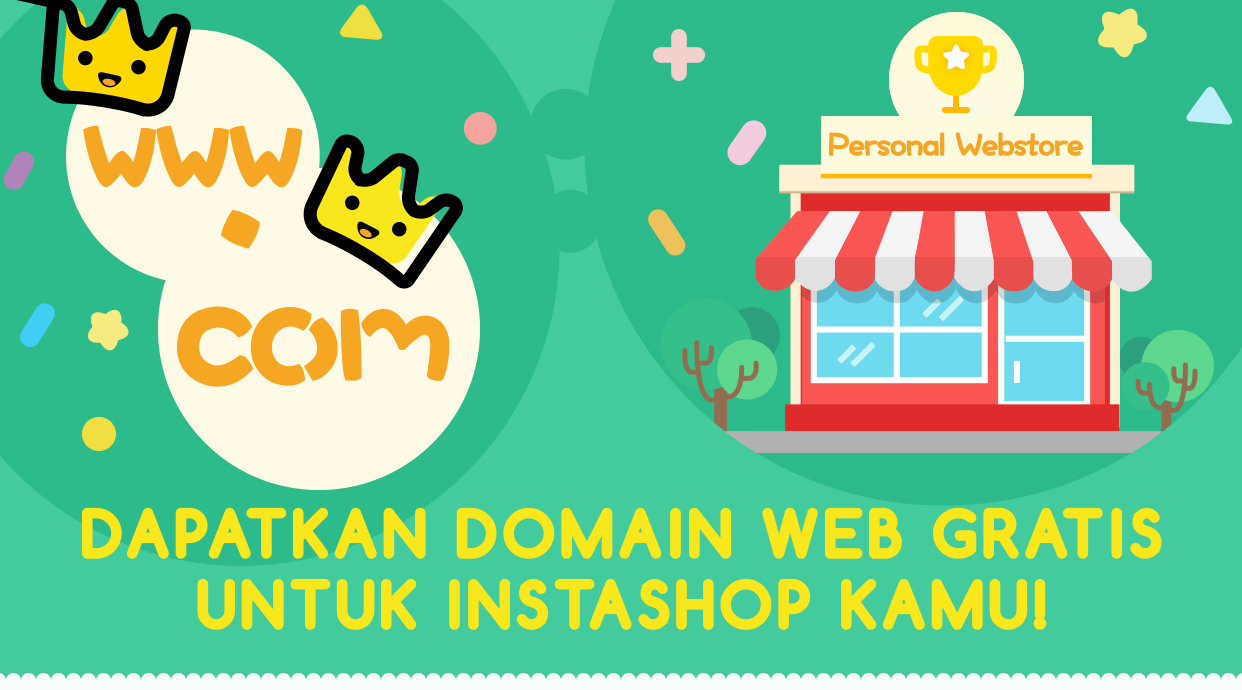 www
.
com
Personal Webstore
DAPATKAN DOMAIN WEB GRATIS
UNTUK INSTASHOP KAMU!